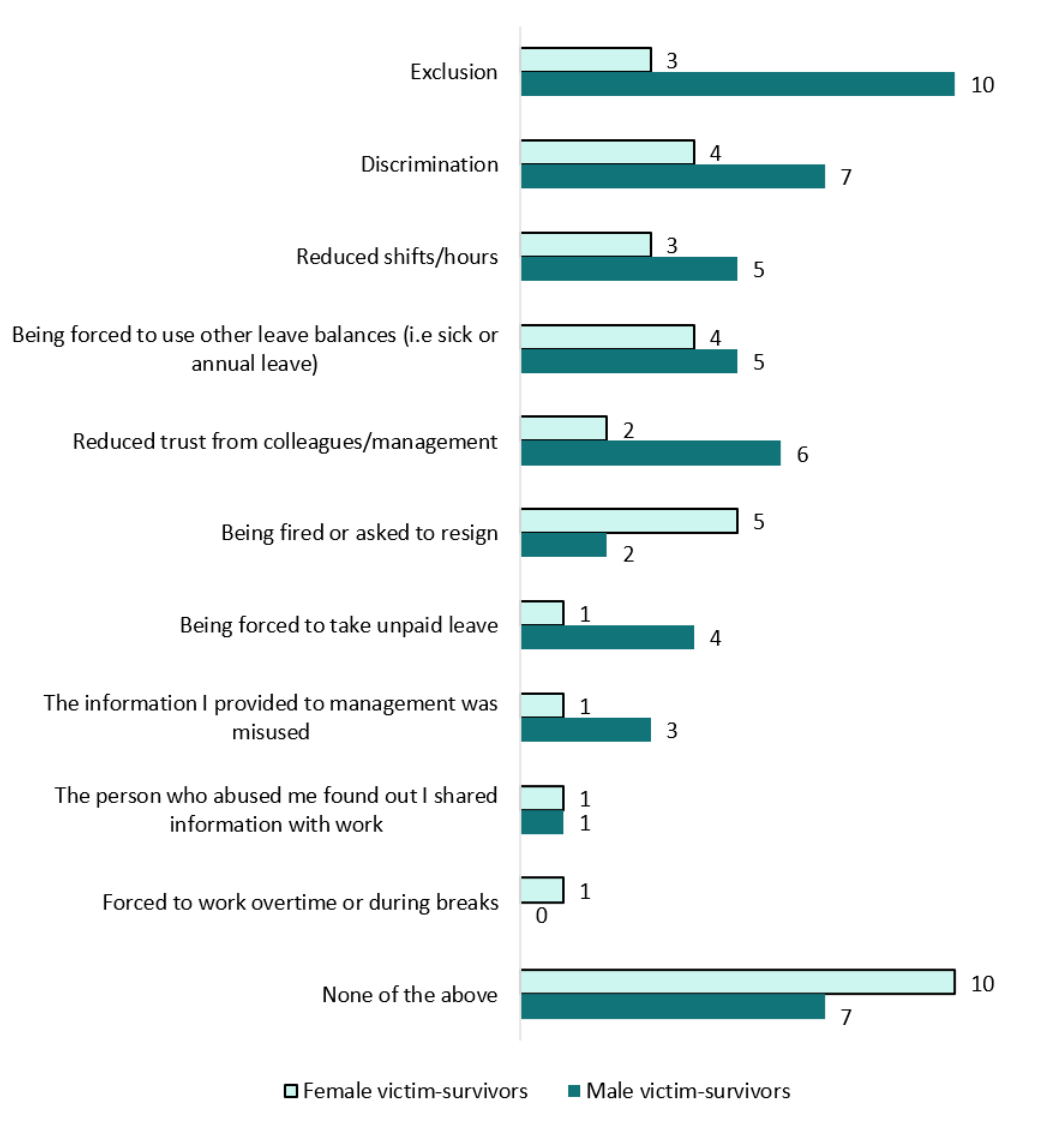 Exclusion
3
10
Discrimination
4
7
Reduced shifts/hours
3
5
Being forced to use other leave balances (i.e sick or
annual leave)
4
5
Reduced trust from colleagues/management
2
6
Being fired or asked to resign
5
2
Being forced to take unpaid leave
1
4
The information I provided to management was
misused
1
3
The person who abused me found out I shared
information with work
1
1
Forced to work overtime or during breaks
1
0
None of the above
10
7
Female victim-survivors
Male victim-survivors